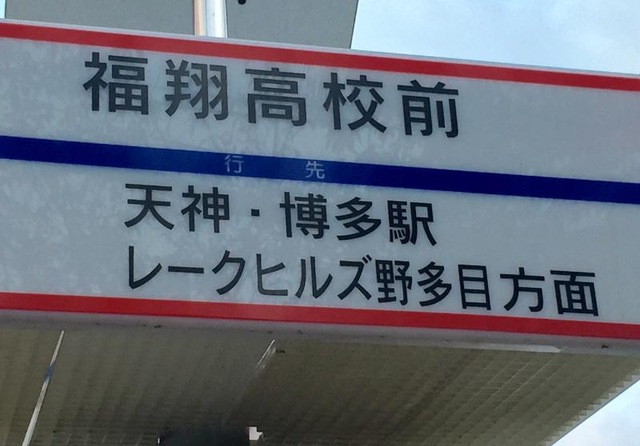 福翔高校前
行先
天神・博多駅
レークヒルズ野多目方面